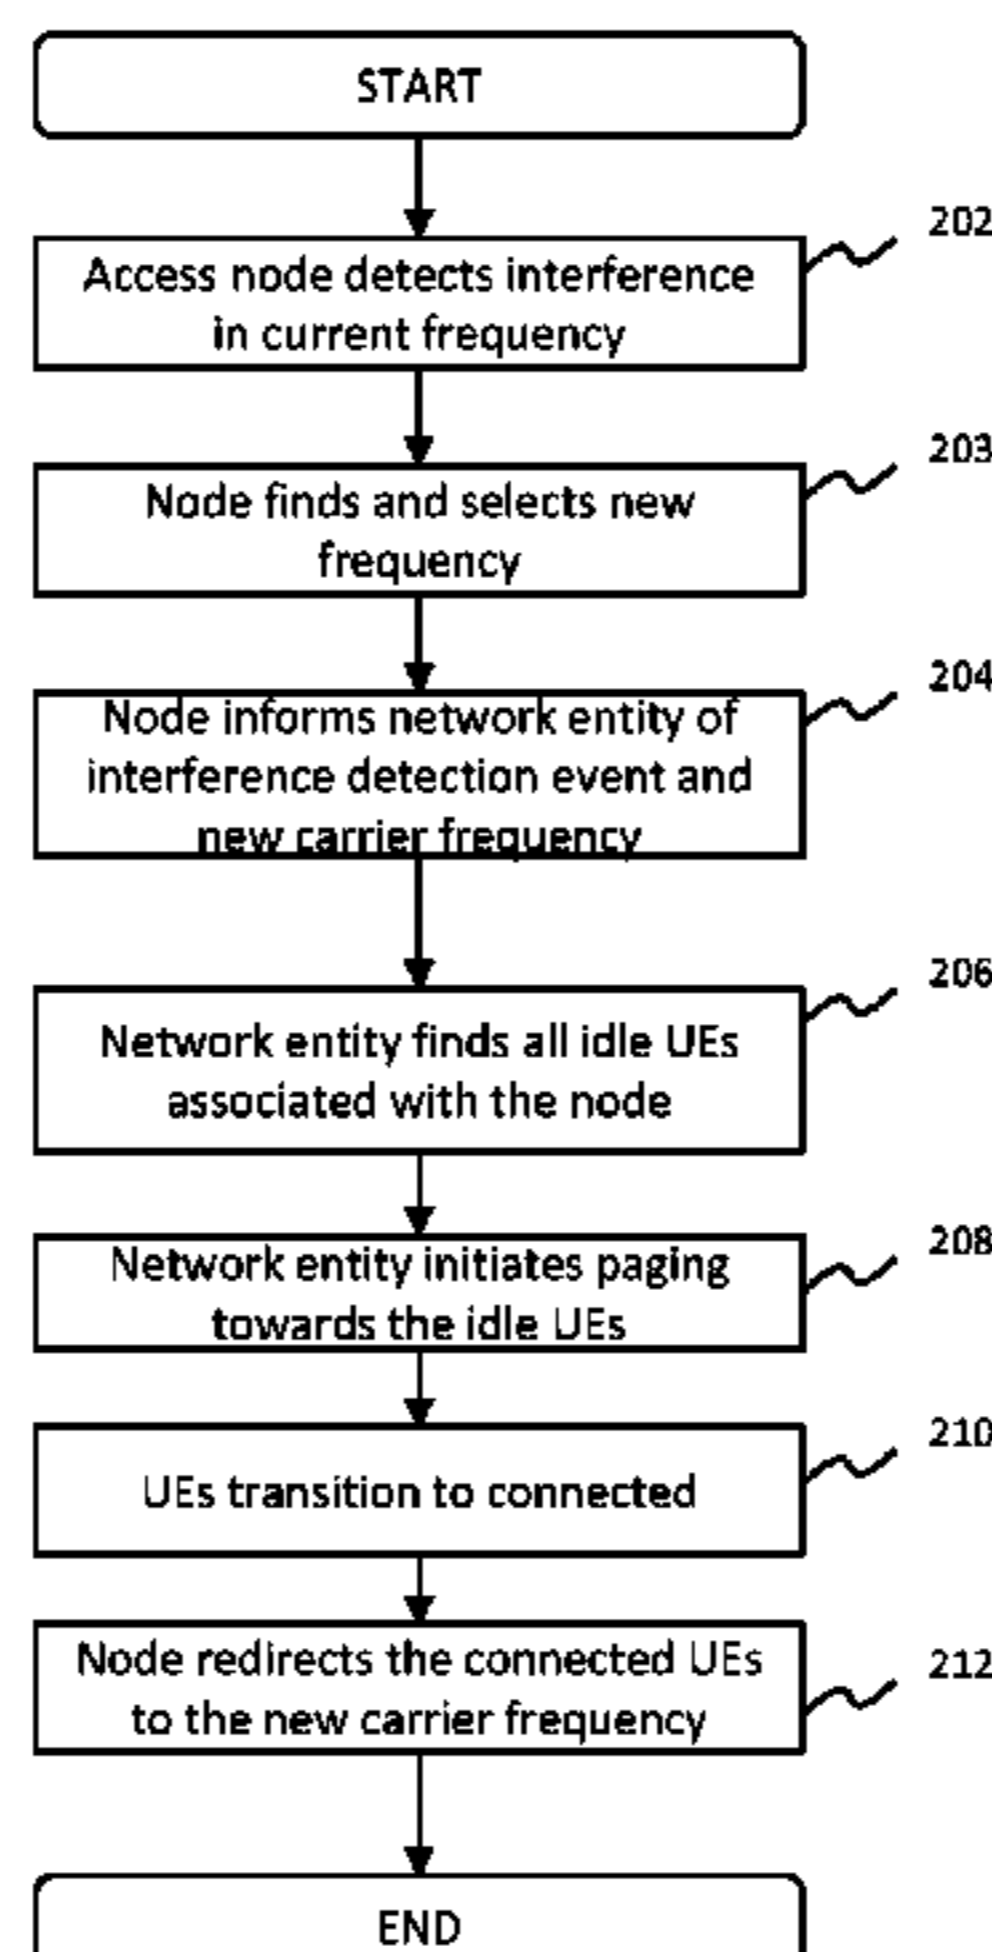 START
202
Access node detects interference
in current frequency
203
Node finds and selects new
frequency
204
Node informs network entity of
interference detection event and
new carrier frequency
206
Network entity finds all idle UEs
associated with the node
208
Network entity initiates paging
towards the idle UEs
210
UEs transition to connected
212
Node redirects the connected UEs
to the new carrier frequency
END